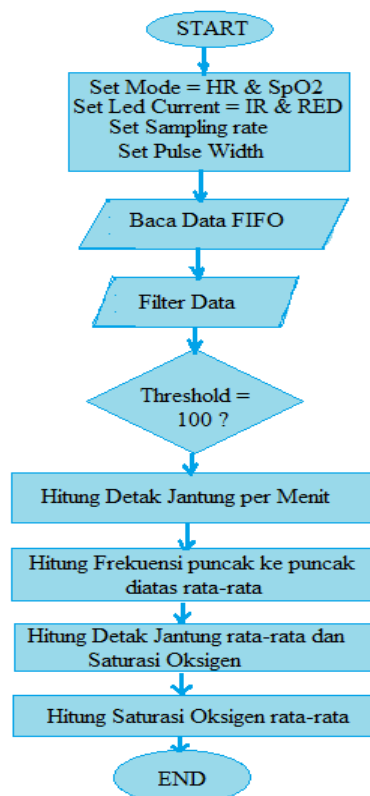 START
Set Mode = HR & SpO2
Set Led Current = IR & RED
Set Sampling rate
Set Pulse Width
Baca Data FIFO
Filter Data
Threshold =
100 ?
Hitung Detak Jantung per Menit
Hitung Frekuensi puncak ke puncak
diatas rata-rata
Hitung Detak Jantung rata-rata dan
Saturasi Oksigen
Hitung Saturasi Oksigen rata-rata
END